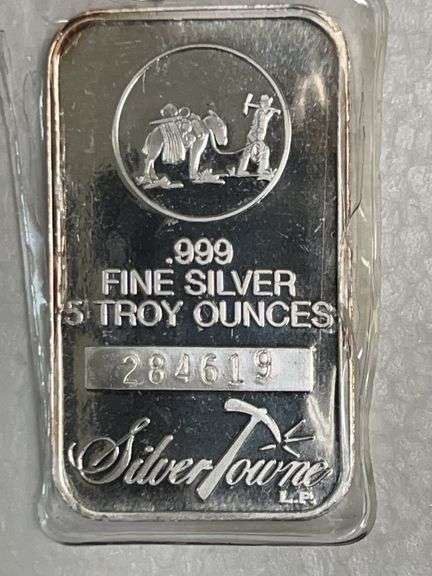 .999
FINE SILVER
5 TROY OUNCES
284619
SilverTowne
L.P.